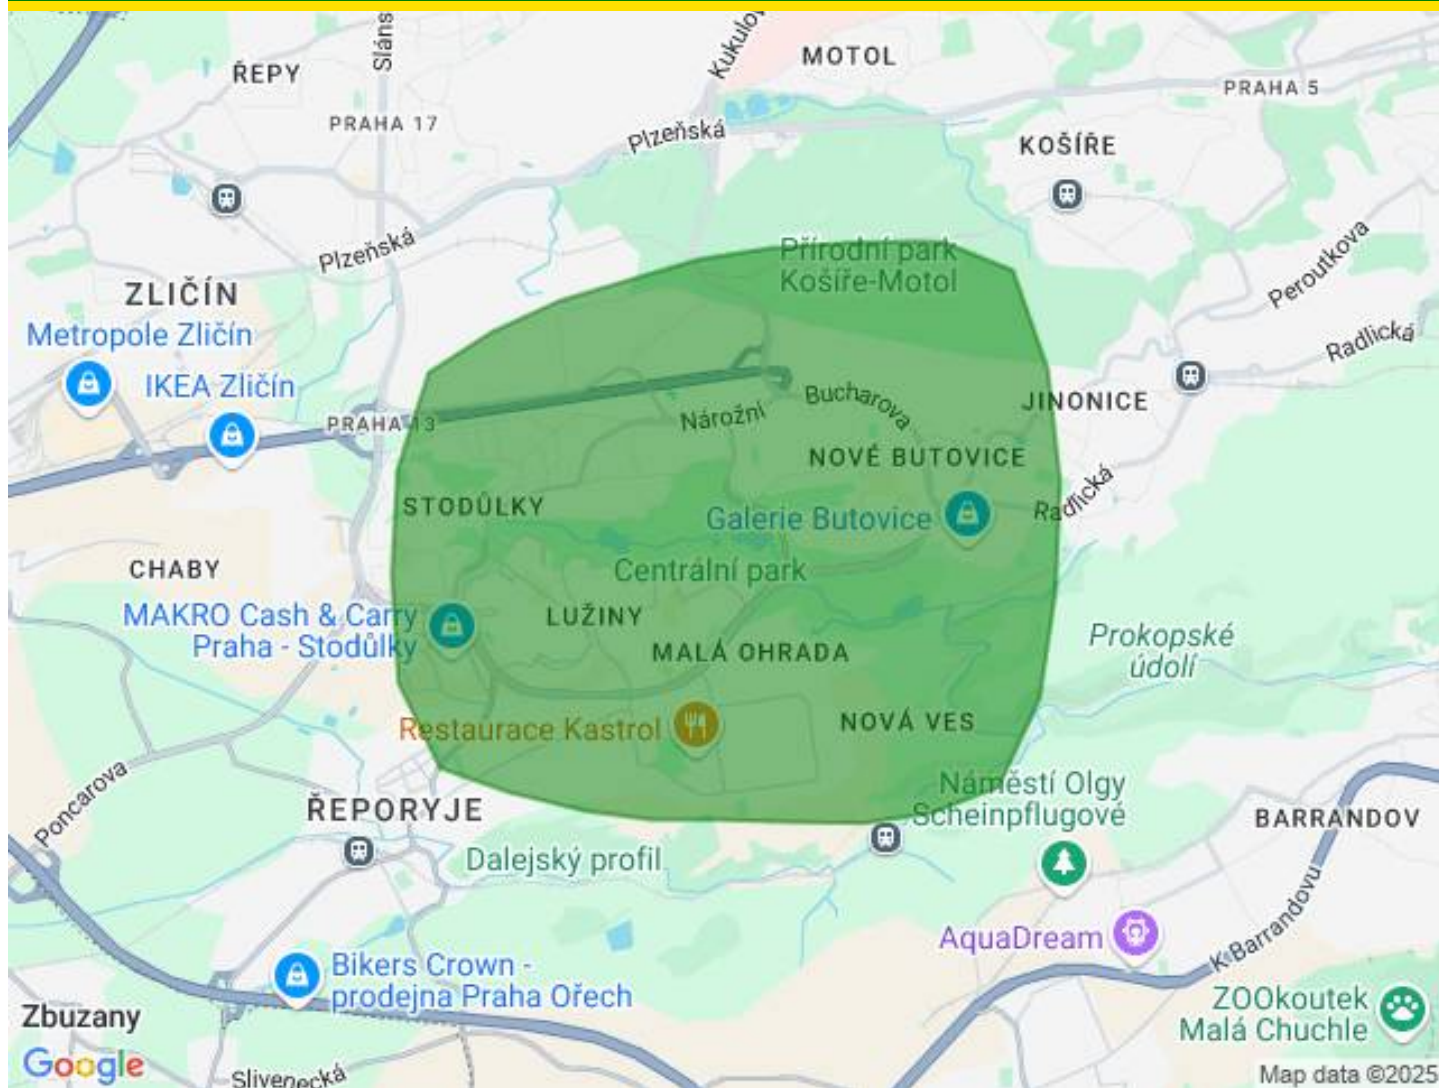 Sláns
Kukulov
MOTOL
ŘEPY
PRAHA 5
PRAHA 17
Plzeňská
KOŠÍŘE
Plzeňská
Přírodní park
Košíře-Motol
Peroutkova
ZLIČÍN
Metropole Zličín
Radlická
IKEA Zličín
Bucharova
JINONICE
Nárožní
PRAHA 13
NOVÉ BUTOVICE
STODŮLKY
Radlická
Galerie Butovice
CHABY
Centrální park
MAKRO Cash & Carry
Praha - Stodůlky
LUŽINY
Prokopské
údolí
MALÁ OHRADA
NOVÁ VES
Restaurace Kastrol
Náměstí Olgy
Scheinpflugové
Poncarova
ŘEPORYJE
BARRANDOV
Dalejský profil
AquaDream
K Barrandovu
Bikers Crown -
prodejna Praha Ořech
ZOOkoutek
Malá Chuchle
Zbuzany
Google
Slivenecká
Map data ©2025